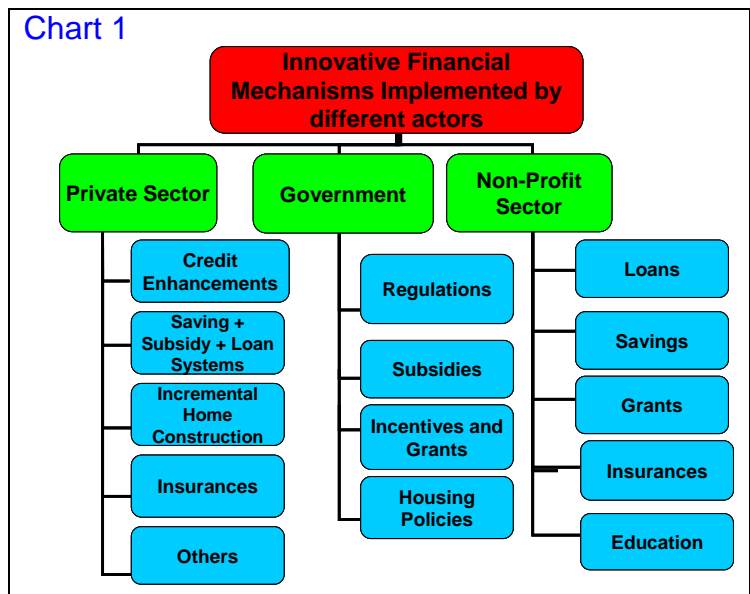 Chart 1
Innovative Financial
Mechanisms Implemented by
different actors
Private Sector
Government
Non-Profit
Sector
Credit
Enhancements
Saving +
Subsidy + Loan
Systems
Incremental
Home
Construction
Insurances
Others
Regulations
Subsidies
Incentives and
Grants
Housing
Policies
Loans
Savings
Grants
Insurances
Education